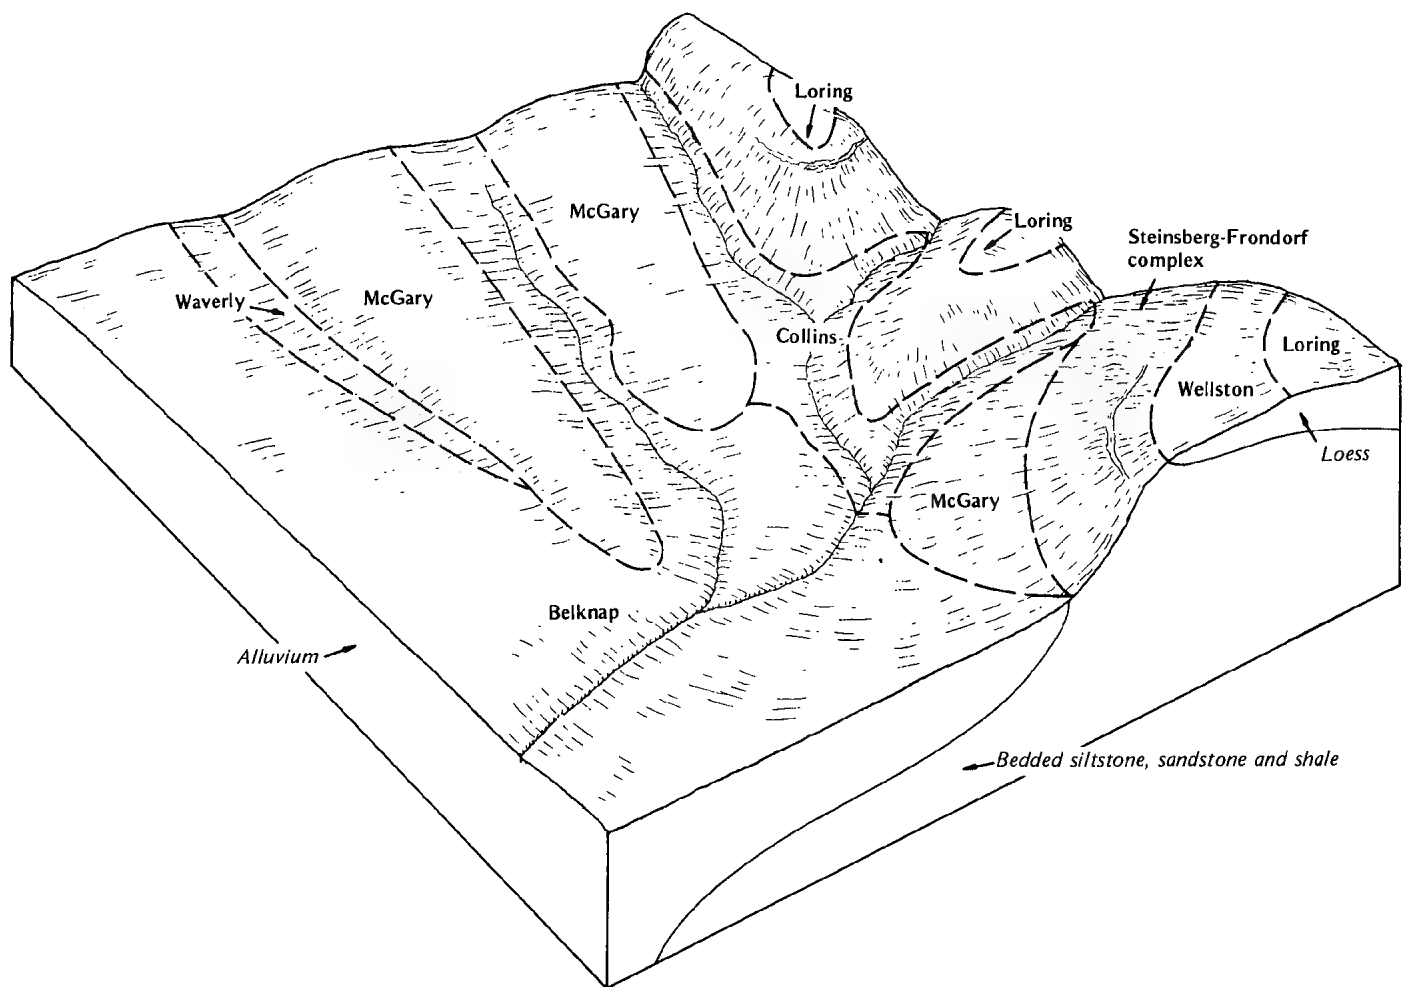 Loring
McGary
Loring
Steinsberg-Frondorf
complex
Waverly
McGary
Collins
Loring
Wellston
Loess
McGary
Belknap
Alluvium
Bedded siltstone, sandstone and shale